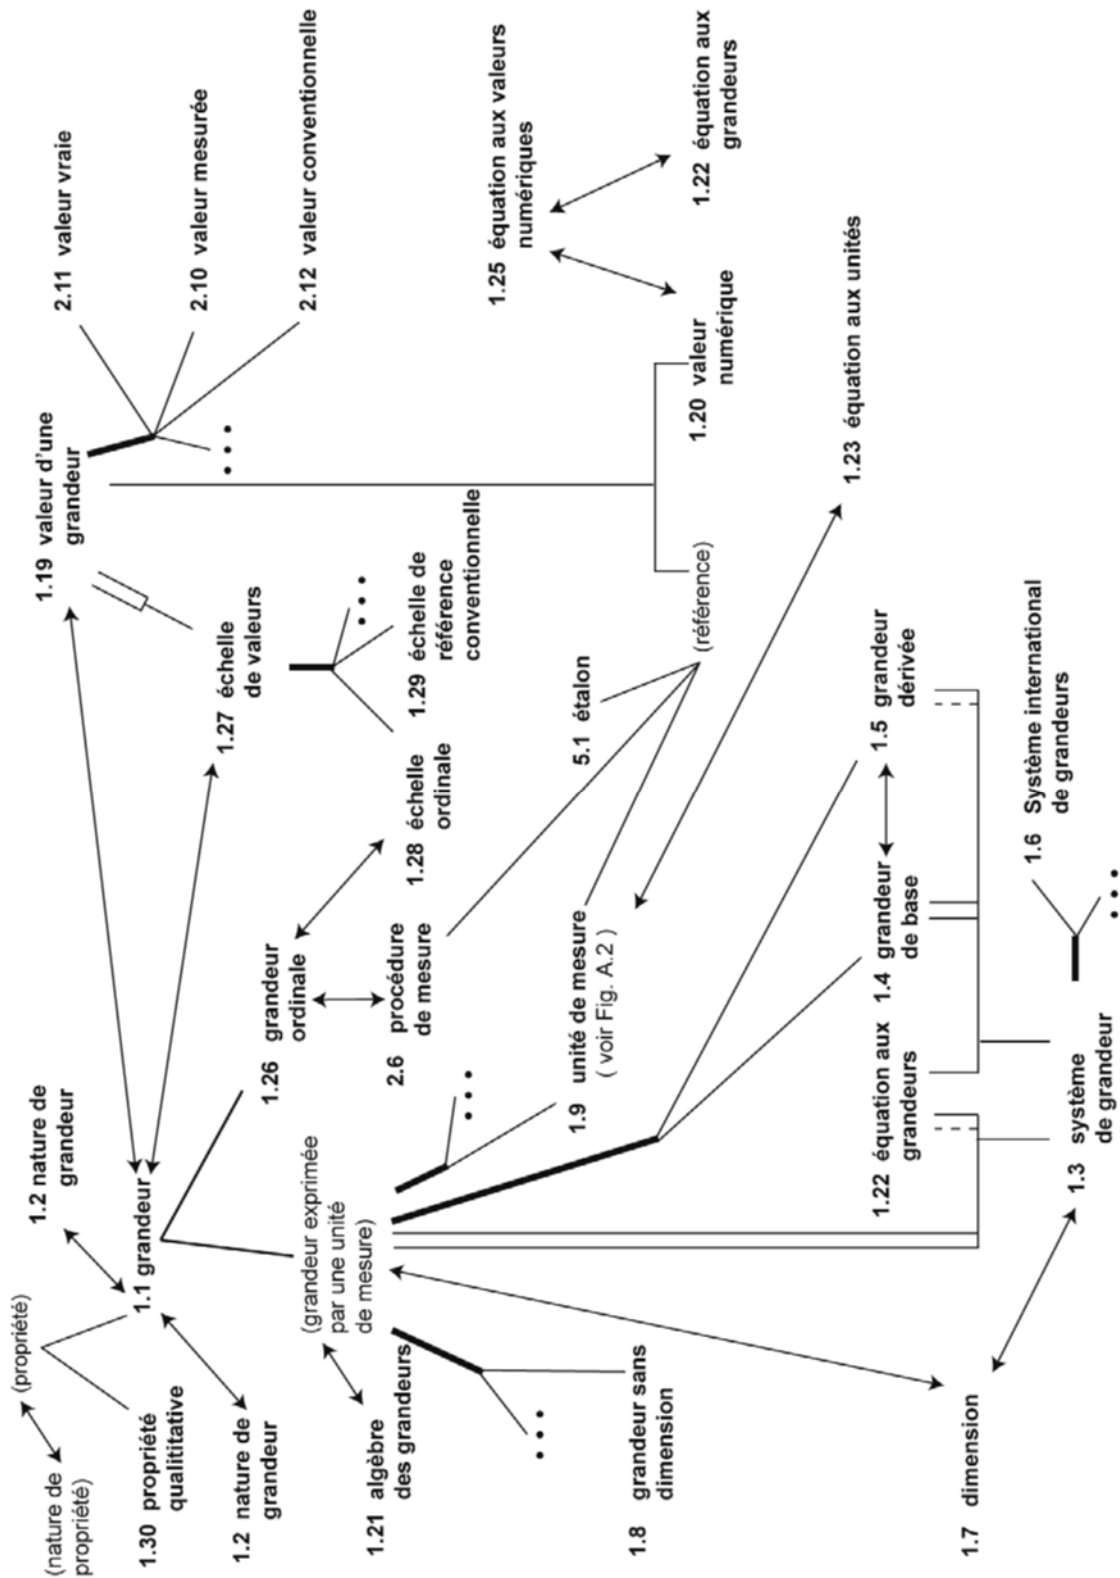 (nature de
propriété)
(propriété)
1.2 nature de
grandeur
1.30 propriété
qualititative
1.1 grandeur
1.2 nature de
grandeur
1.19 valeur d'une
grandeur
2.11 valeur vraie
2.10 valeur mesurée
2.12 valeur conventionnelle
• • •
1.27 échelle
de valeurs
• • •
1.26 grandeur
ordinale
1.28 échelle
ordinale
1.29 échelle de
référence
conventionnelle
(grandeur exprimée
par une unité
de mesure)
1.21 algèbre
des grandeurs
2.6 procédure
de mesure
• • •
1.25 équation aux valeurs
numériques
• • •
1.9 unité de mesure
( voir Fig. A.2 )
5.1 étalon
1.8 grandeur sans
dimension
(référence)
1.20 valeur
numérique
1.22 équation aux
grandeurs
1.23 équation aux unités
1.22 équation aux
grandeurs
1.4 grandeur
de base
1.5 grandeur
dérivée
1.7 dimension
1.3 système
de grandeur
1.6 Système international
de grandeurs
• • •